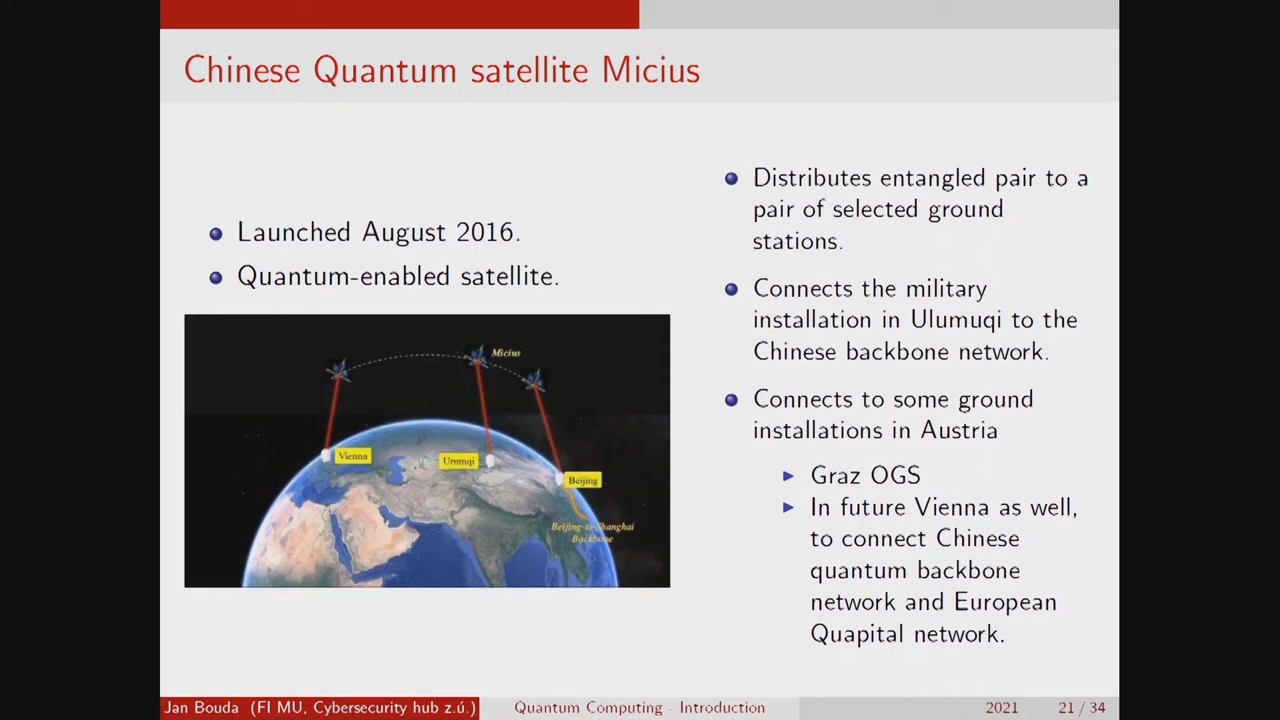 Chinese Quantum satellite Micius
Launched August 2016.
Quantum-enabled satellite.
Micius
Vienna
Urumqi
Beijing
Beijing-to-Shanghai
Backbone
Distributes entangled pair to a
pair of selected ground
stations.
Connects the military
installation in Ulumuqi to the
Chinese backbone network.
Connects to some ground
installations in Austria
Graz OGS
In future Vienna as well,
to connect Chinese
quantum backbone
network and European
Quapital network.
Jan Bouda (FI MU, Cybersecurity hub z.ú.)
Quantum Computing - Introduction
2021
21 / 34